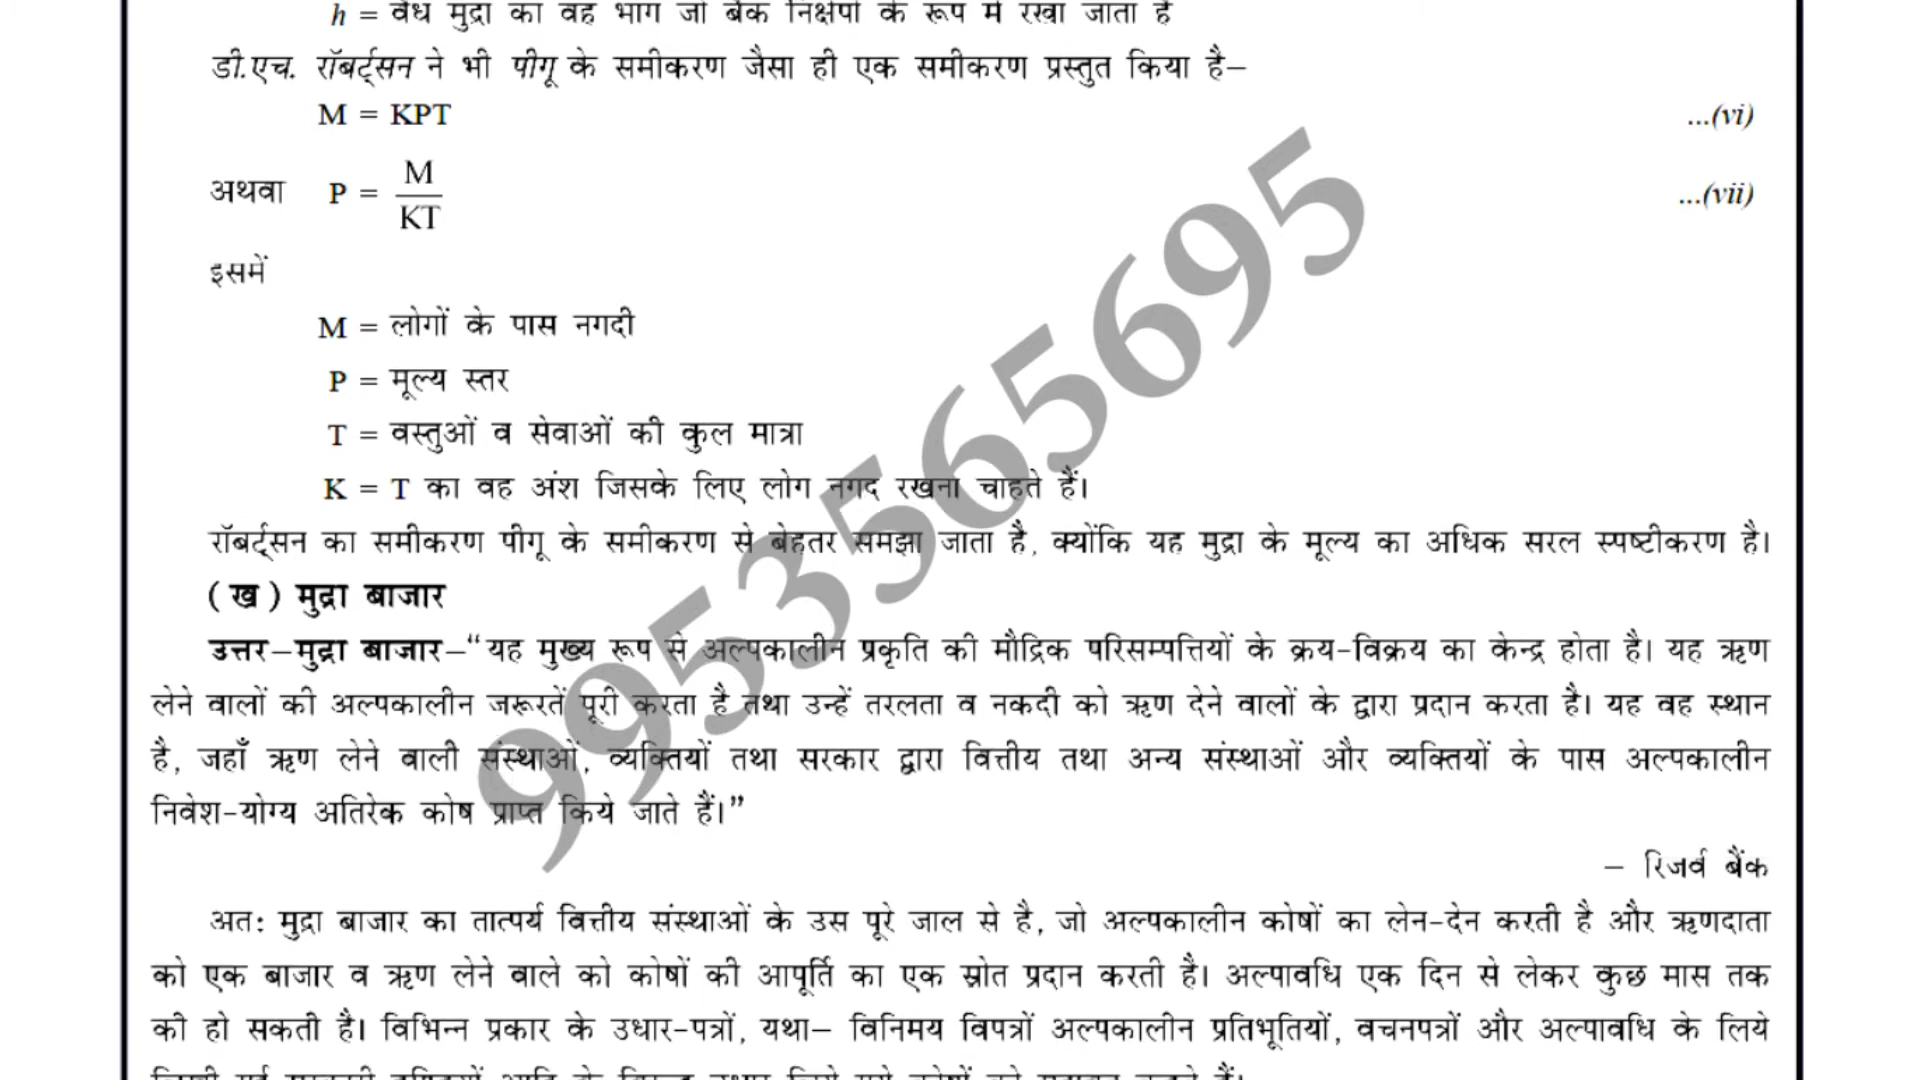 h = वैध मुद्रा का वह भाग जो बैंक निक्षेपों के रूप में रखा जाता है
डी.एच. रॉबर्ट्सन ने भी पीगू के समीकरण जैसा ही एक समीकरण प्रस्तुत किया है–
M = KPT ...(vi)
अथवा P = M/KT ...(vii)
इसमें
M = लोगों के पास नगदी
P = मूल्य स्तर
T = वस्तुओं व सेवाओं की कुल मात्रा
K = T का वह अंश जिसके लिए लोग नगद रखना चाहते हैं।
रॉबर्ट्सन का समीकरण पीगू के समीकरण से बेहतर समझा जाता है, क्योंकि यह मुद्रा के मूल्य का अधिक सरल स्पष्टीकरण है।
( ख ) मुद्रा बाजार
उत्तर–मुद्रा बाजार–“यह मुख्य रूप से अल्पकालीन प्रकृति की मौद्रिक परिसम्पत्तियों के क्रय-विक्रय का केन्द्र होता है। यह ऋण
लेने वालों की अल्पकालीन जरूरतें पूरी करता है तथा उन्हें तरलता व नकदी को ऋण देने वालों के द्वारा प्रदान करता है। यह वह स्थान
है, जहाँ ऋण लेने वाली संस्थाओं, व्यक्तियों तथा सरकार द्वारा वित्तीय तथा अन्य संस्थाओं और व्यक्तियों के पास अल्पकालीन
निवेश-योग्य अतिरेक कोष प्राप्त किये जाते हैं।”
– रिजर्व बैंक
अतः मुद्रा बाजार का तात्पर्य वित्तीय संस्थाओं के उस पूरे जाल से है, जो अल्पकालीन कोषों का लेन-देन करती है और ऋणदाता
को एक बाजार व ऋण लेने वाले को कोषों की आपूर्ति का एक स्रोत प्रदान करती है। अल्पावधि एक दिन से लेकर कुछ मास तक
की हो सकती है। विभिन्न प्रकार के उधार-पत्रों, यथा– विनिमय विपत्रों अल्पकालीन प्रतिभूतियों, वचनपत्रों और अल्पावधि के लिये
9953565695